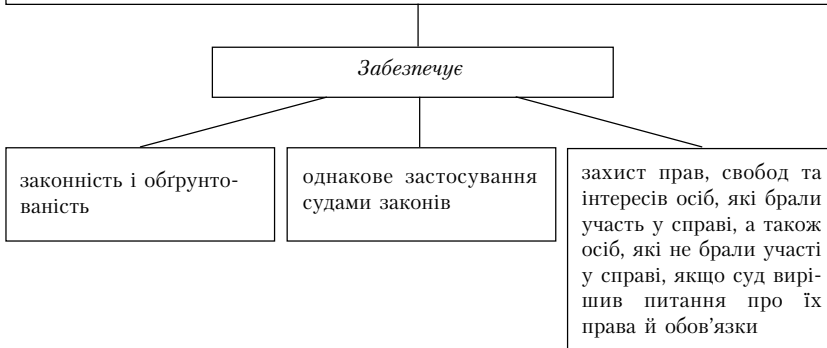 Забезпечує
законність і обґрунто-
ваність
однакове застосування
судами законів
захист прав, свобод та
інтересів осіб, які брали
участь у справі, а також
осіб, які не брали участі
у справі, якщо суд вирі-
шив питання про їх
права й обов'язки